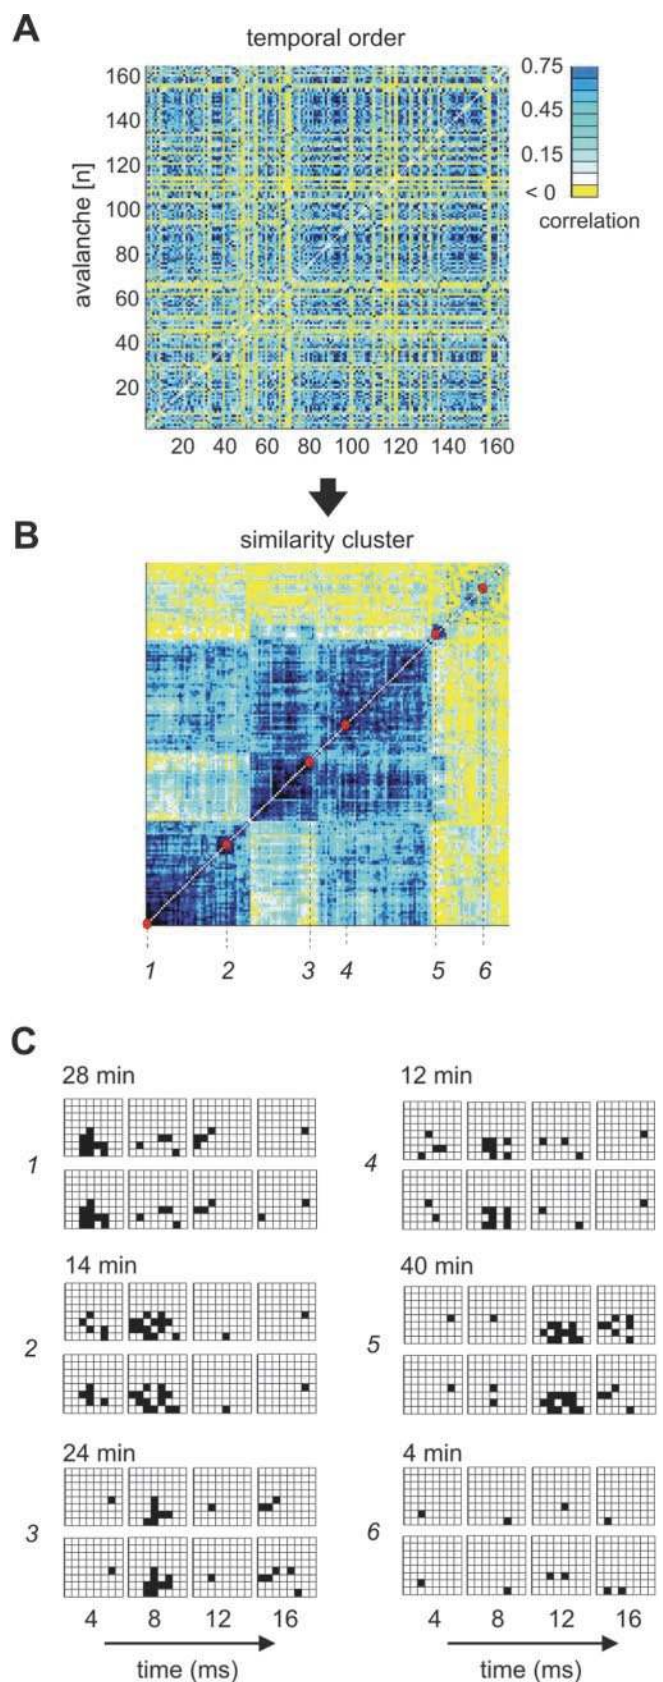 A
temporal order
160
140
120
100
80
60
40
20
avalanche [n]
20 40 60 80 100 120 140 160
0.75
0.45
0.15
< 0
correlation
B
similarity cluster
1 2 3 4 5 6
C
28 min
1
14 min
2
24 min
3
4 8 12 16
time (ms)
12 min
4
40 min
5
4 min
6
4 8 12 16
time (ms)